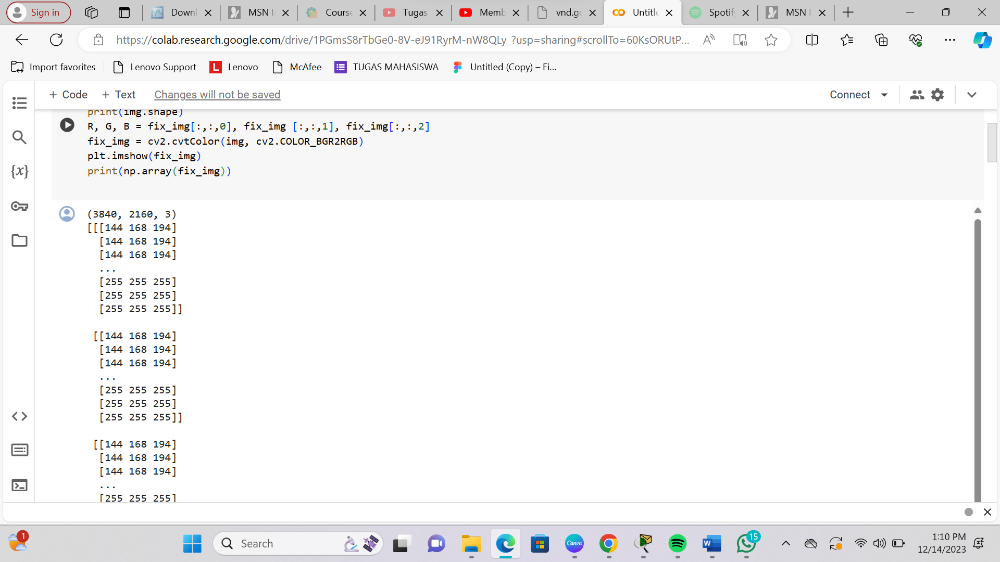 Sign in
Downl
MSN I
Course
Tugas
Memb
vnd.go
Untitle
Spotify
MSN I
https://colab.research.google.com/drive/1PGmsS8rTbGe0-8V-eJ91RyrM-nW8QLy_?usp=sharing#scrollTo=60KsORUtP...
Import favorites
Lenovo Support
L Lenovo
McAfee
TUGAS MAHASISWA
Untitled (Copy) – Fi...
+ Code + Text Changes will not be saved
Connect
print(img.shape)
R, G, B = fix_img[:,:,0], fix_img [:,:,1], fix_img[:,:,2]
fix_img = cv2.cvtColor(img, cv2.COLOR_BGR2RGB)
plt.imshow(fix_img)
print(np.array(fix_img))
{x}
(3840, 2160, 3)
[[[144 168 194]
[144 168 194]
[144 168 194]
...
[255 255 255]
[255 255 255]
[255 255 255]]
[[144 168 194]
[144 168 194]
[144 168 194]
...
[255 255 255]
[255 255 255]
[255 255 255]]
[[144 168 194]
[144 168 194]
[144 168 194]
...
[255 255 255]
1
Search
Canva
W
15
1:10 PM
12/14/2023